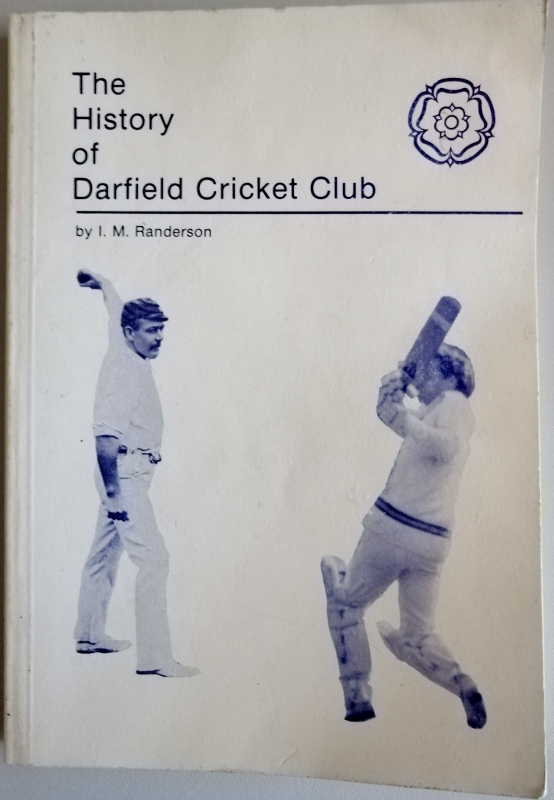 The
History
of
Darfield Cricket Club
by I. M. Randerson